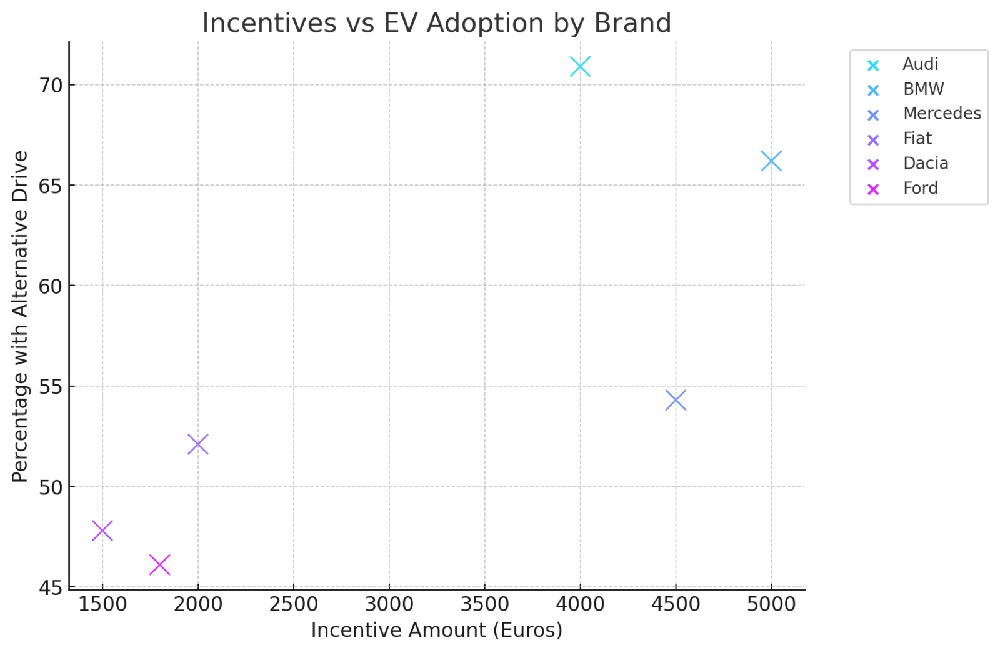 Incentives vs EV Adoption by Brand
Percentage with Alternative Drive
70
65
60
55
50
45
1500 2000 2500 3000 3500 4000 4500 5000
Incentive Amount (Euros)
Audi
BMW
Mercedes
Fiat
Dacia
Ford